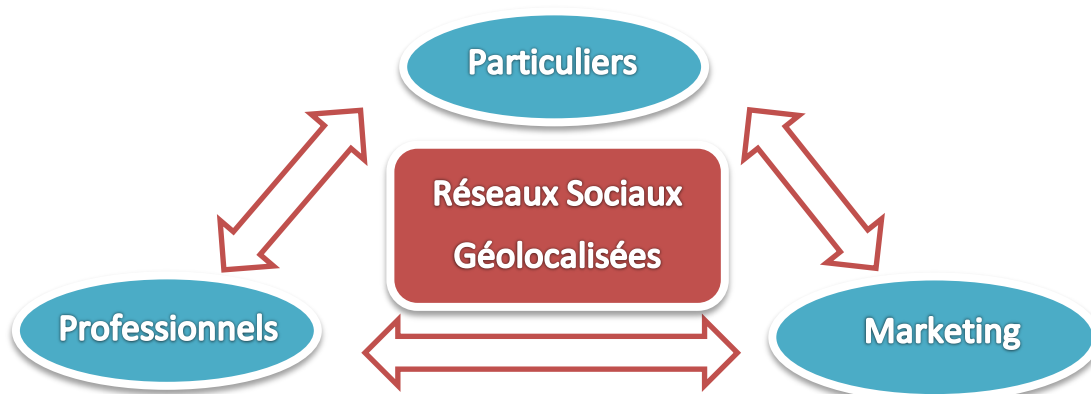 Particuliers
Réseaux Sociaux
Géolocalisées
Professionnels
Marketing